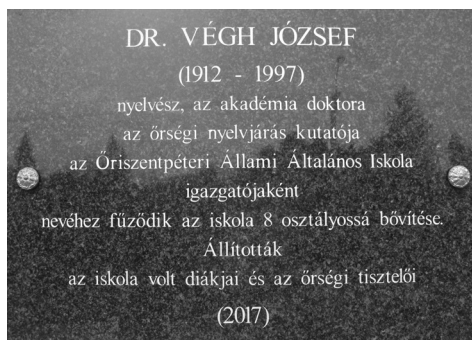 DR. VÉGH JÓZSEF
(1912 - 1997)
nyelvész, az akadémia doktora
az őrségi nyelvjárás kutatója
az Őriszentpéteri Állami Általános Iskola
igazgatójaként
nevéhez fűződik az iskola 8 osztályossá bővítése.
Állították
az iskola volt diákjai és az őrségi tisztelői
(2017)